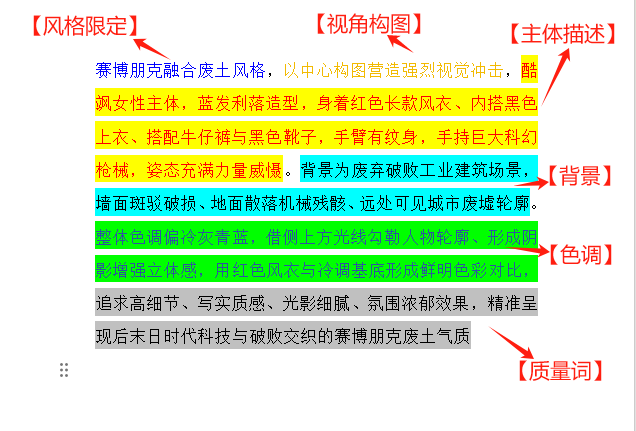 【风格限定】
【视角构图】
【主体描述】
赛博朋克融合废土风格，以中心构图营造强烈视觉冲击，酷
飒女性主体，蓝发利落造型，身着红色长款风衣、内搭黑色
上衣、搭配牛仔裤与黑色靴子，手臂有纹身，手持巨大科幻
枪械，姿态充满力量威慑。背景为废弃破败工业建筑场景，
【背景】
墙面斑驳破损、地面散落机械残骸、远处可见城市废墟轮廓。
整体色调偏冷灰青蓝，借侧上方光线勾勒人物轮廓、形成阴
【色调】
影增强立体感，用红色风衣与冷调基底形成鲜明色彩对比，
追求高细节、写实质感、光影细腻、氛围浓郁效果，精准呈
现后末日时代科技与破败交织的赛博朋克废土气质
【质量词】